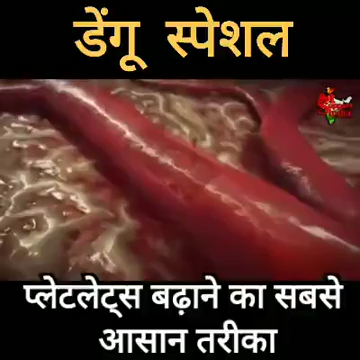 डेंगू स्पेशल
प्लेटलेट्स बढ़ाने का सबसे
आसान तरीका